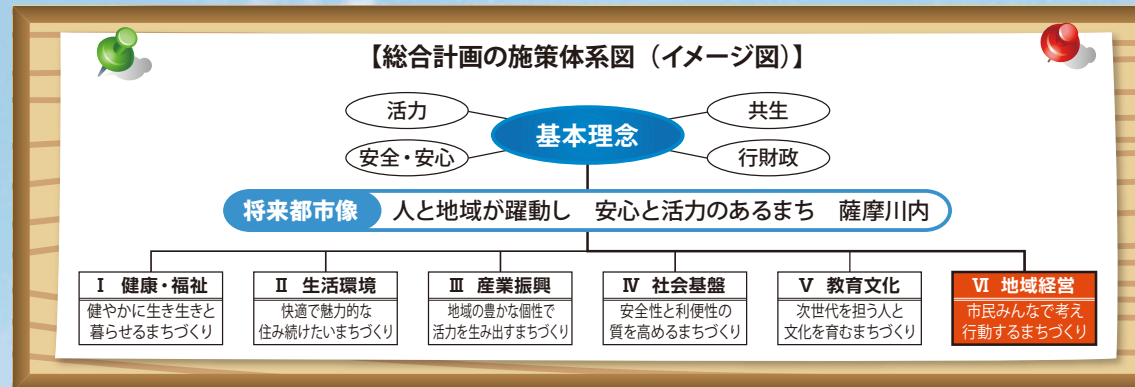 【総合計画の施策体系図（イメージ図）】
活力
共生
基本理念
安全・安心
行財政
将来都市像 人と地域が躍動し 安心と活力のあるまち 薩摩川内
Ⅰ 健康・福祉
健やかに生き生きと
暮らせるまちづくり
Ⅱ 生活環境
快適で魅力的な
住み続けたいまちづくり
Ⅲ 産業振興
地域の豊かな個性で
活力を生み出すまちづくり
Ⅳ 社会基盤
安全性と利便性の
質を高めるまちづくり
Ⅴ 教育文化
次世代を担う人と
文化を育むまちづくり
Ⅵ 地域経営
市民みんなで考え
行動するまちづくり